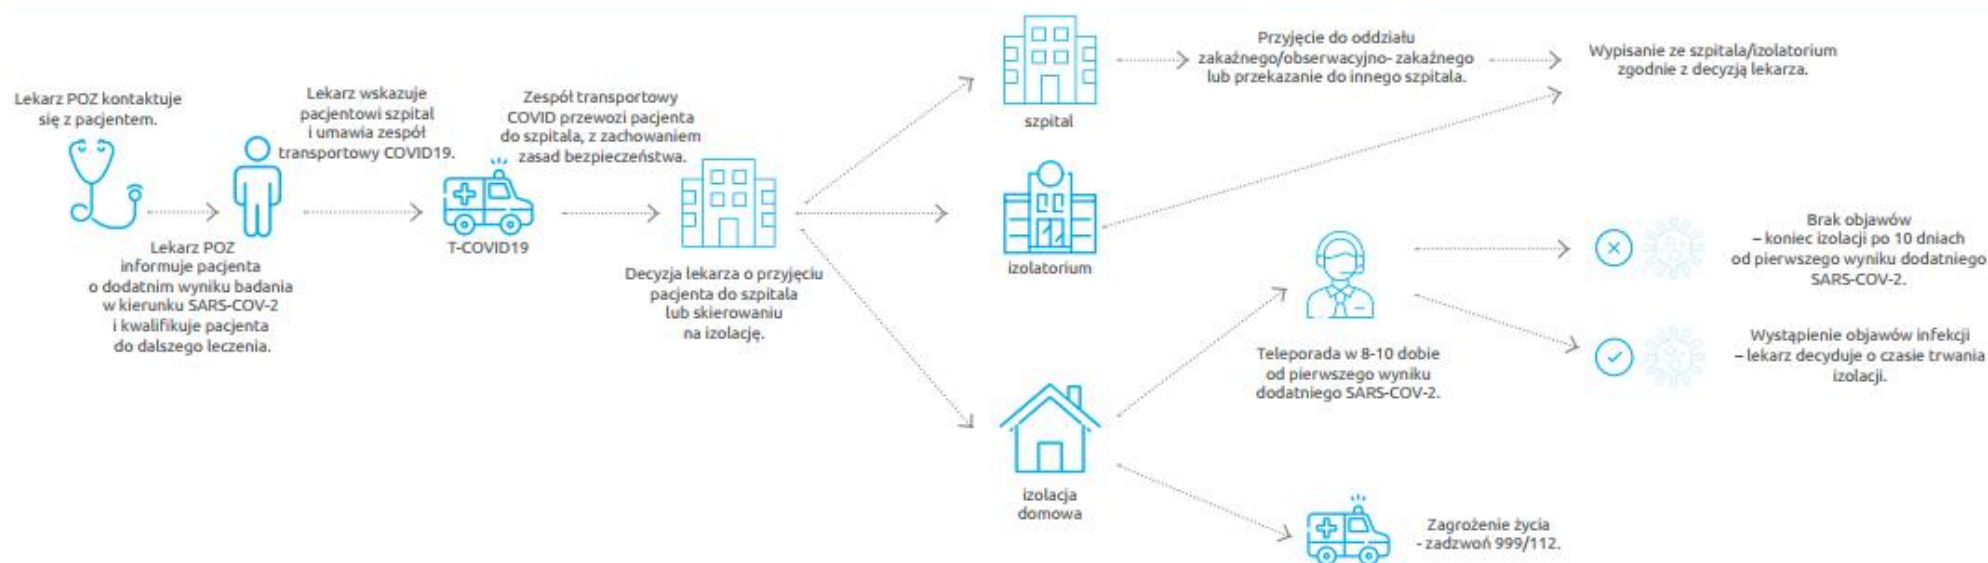 Lekarz POZ kontaktuje
się z pacjentem.
Lekarz POZ
informuje pacjenta
o dodatnim wyniku badania
w kierunku SARS-COV-2
i kwalifikuje pacjenta
do dalszego leczenia.
Lekarz wskazuje
pacjentowi szpital
i umawia zespół
transportowy COVID19.
T-COVID19
Zespół transportowy
COVID przewozi pacjenta
do szpitala, z zachowaniem
zasad bezpieczeństwa.
Decyzja lekarza o przyjęciu
pacjenta do szpitala
lub skierowaniu
na izolację.
szpital
Przyjęcie do oddziału
zakaźnego/obserwacyjno- zakaźnego
lub przekazanie do innego szpitala.
Wypisanie ze szpitala/izolatorium
zgodnie z decyzją lekarza.
izolatorium
izolacja
domowa
Teleporada w 8-10 dobie
od pierwszego wyniku
dodatniego SARS-COV-2.
Brak objawów
– koniec izolacji po 10 dniach
od pierwszego wyniku dodatniego
SARS-COV-2.
Wystąpienie objawów infekcji
– lekarz decyduje o czasie trwania
izolacji.
Zagrożenie życia
- zadzwoń 999/112.